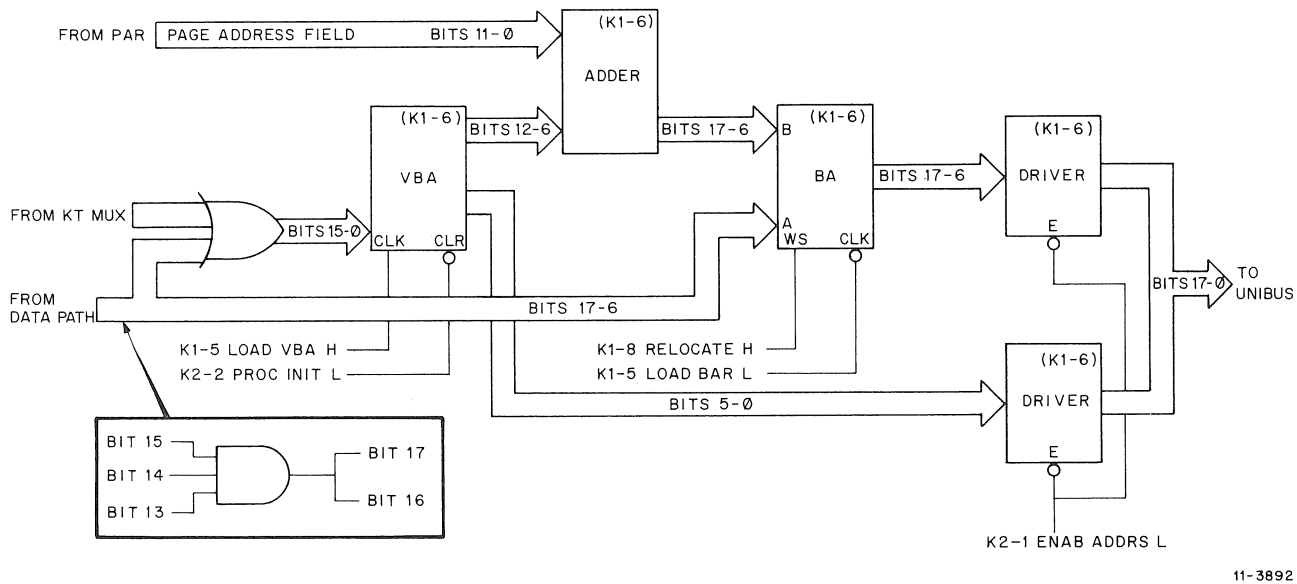 FROM PAR
PAGE ADDRESS FIELD BITS 11-Ø
(K1-6)
ADDER
(K1-6)
VBA
CLK CLR
BITS 12-6
BITS 17-6
(K1-6)
B
BA
A
WS CLK
BITS 17-6
(K1-6)
DRIVER
E
FROM KT MUX
BITS 15-Ø
FROM
DATA PATH
BITS 17-6
BITS 17-Ø
TO
UNIBUS
K1-5 LOAD VBA H
K2-2 PROC INIT L
K1-8 RELOCATE H
K1-5 LOAD BAR L
BITS 5-Ø
(K1-6)
DRIVER
E
BIT 15
BIT 14
BIT 13
BIT 17
BIT 16
K2-1 ENAB ADDRS L
11-3892